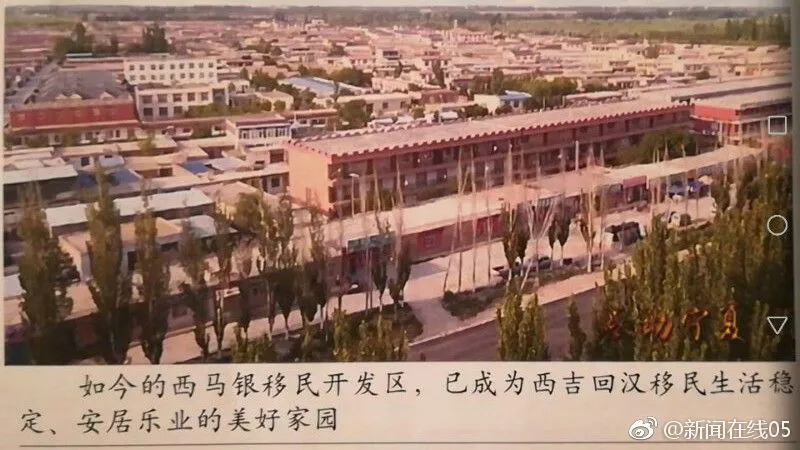 宁夏
如今的西马银移民开发区，已成为西吉回汉移民生活稳
定、安居乐业的美好家园
@新闻在线05